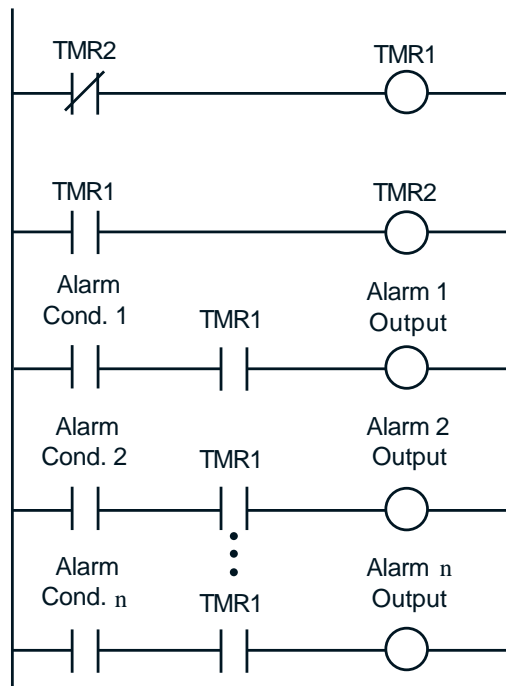 TMR2
TMR1
TMR1
TMR2
Alarm
Cond. 1
TMR1
Alarm 1
Output
Alarm
Cond. 2
TMR1
Alarm 2
Output
Alarm
Cond. n
TMR1
Alarm n
Output